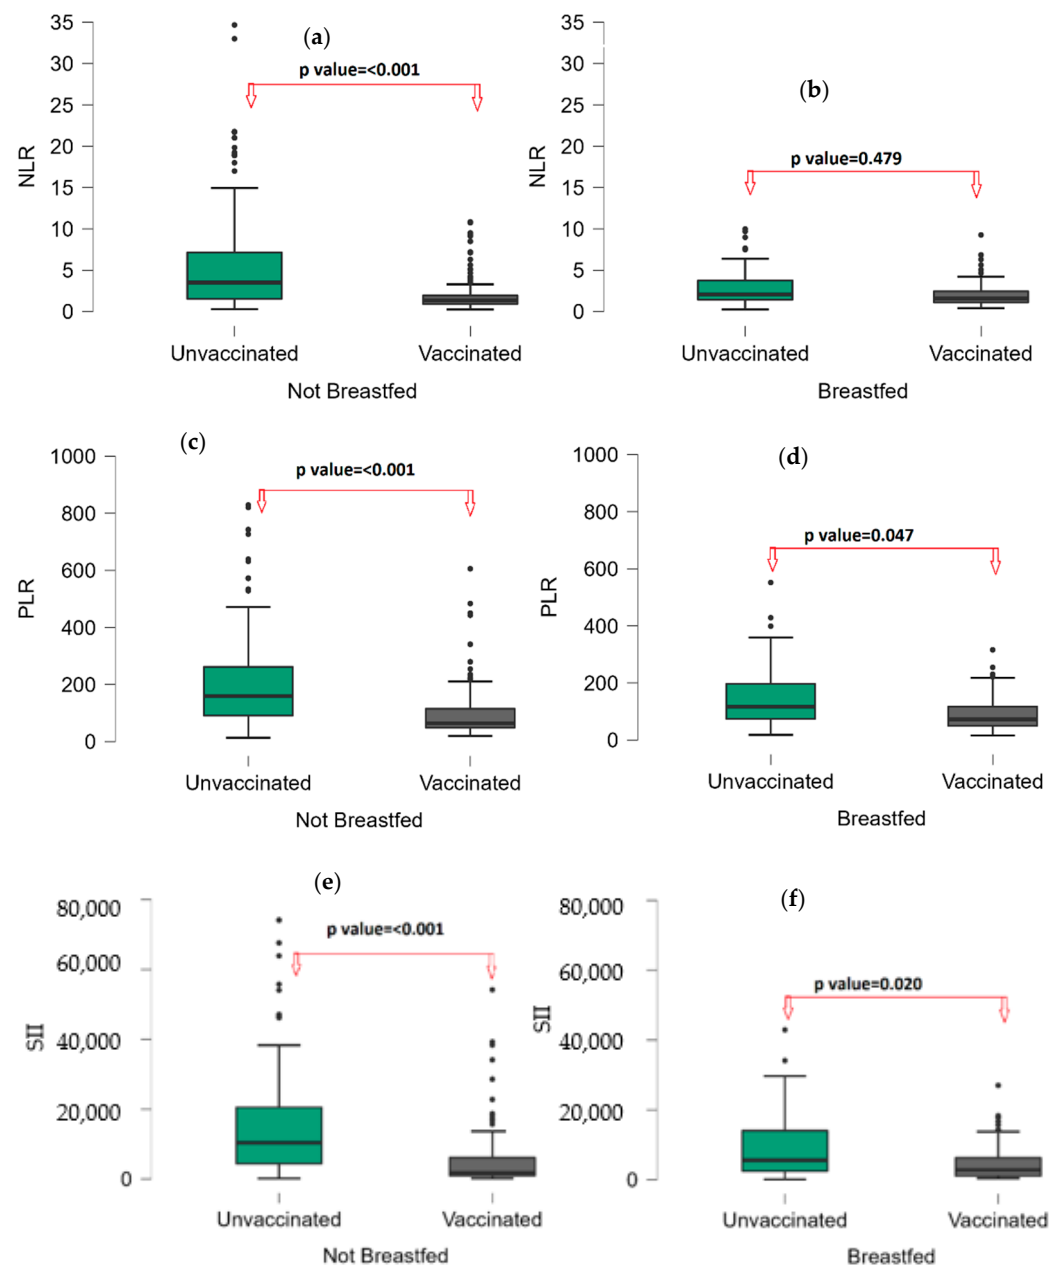 (a)
p value=<0.001
NLR
35
30
25
20
15
10
5
0
Unvaccinated
Vaccinated
Not Breastfed
(b)
p value=0.479
NLR
35
30
25
20
15
10
5
0
Unvaccinated
Vaccinated
Breastfed
(c)
p value=<0.001
PLR
1000
800
600
400
200
0
Unvaccinated
Vaccinated
Not Breastfed
(d)
p value=0.047
PLR
1000
800
600
400
200
0
Unvaccinated
Vaccinated
Breastfed
(e)
p value=<0.001
SII
80,000
60,000
40,000
20,000
0
Unvaccinated
Vaccinated
Not Breastfed
(f)
p value=0.020
SII
80,000
60,000
40,000
20,000
0
Unvaccinated
Vaccinated
Breastfed